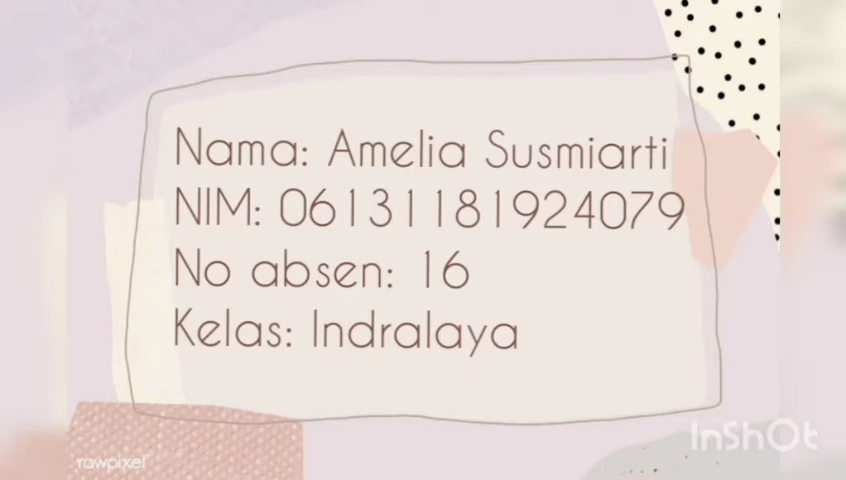 Nama: Amelia Susmiarti
NIM: 06131181924079
No absen: 16
Kelas: Indralaya
InShOt
rawpixel